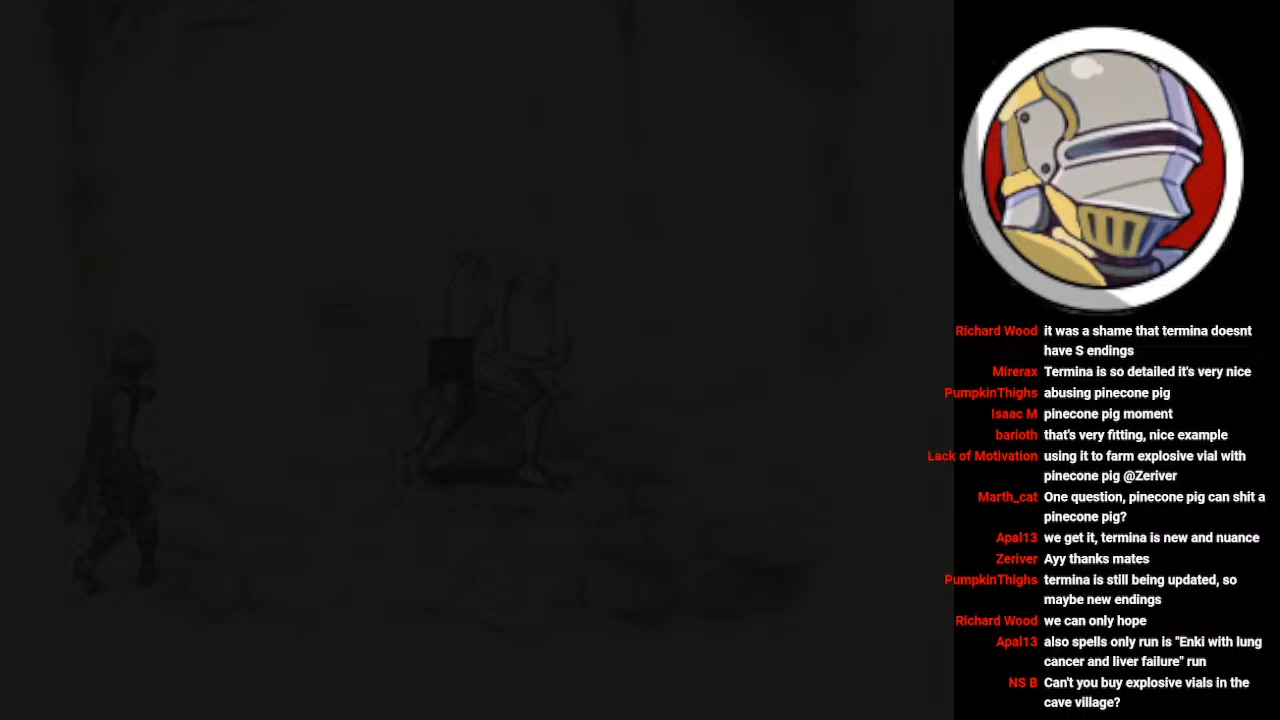 Richard Wood it was a shame that termina doesnt
have S endings
Mirerax Termina is so detailed it's very nice
PumpkinThighs abusing pinecone pig
Isaac M pinecone pig moment
barioth that's very fitting, nice example
Lack of Motivation using it to farm explosive vial with
pinecone pig @Zeriver
Marth_cat One question, pinecone pig can shit a
pinecone pig?
Apal13 we get it, termina is new and nuance
Zeriver Ayy thanks mates
PumpkinThighs termina is still being updated, so
maybe new endings
Richard Wood we can only hope
Apal13 also spells only run is "Enki with lung
cancer and liver failure" run
NS B Can't you buy explosive vials in the
cave village?